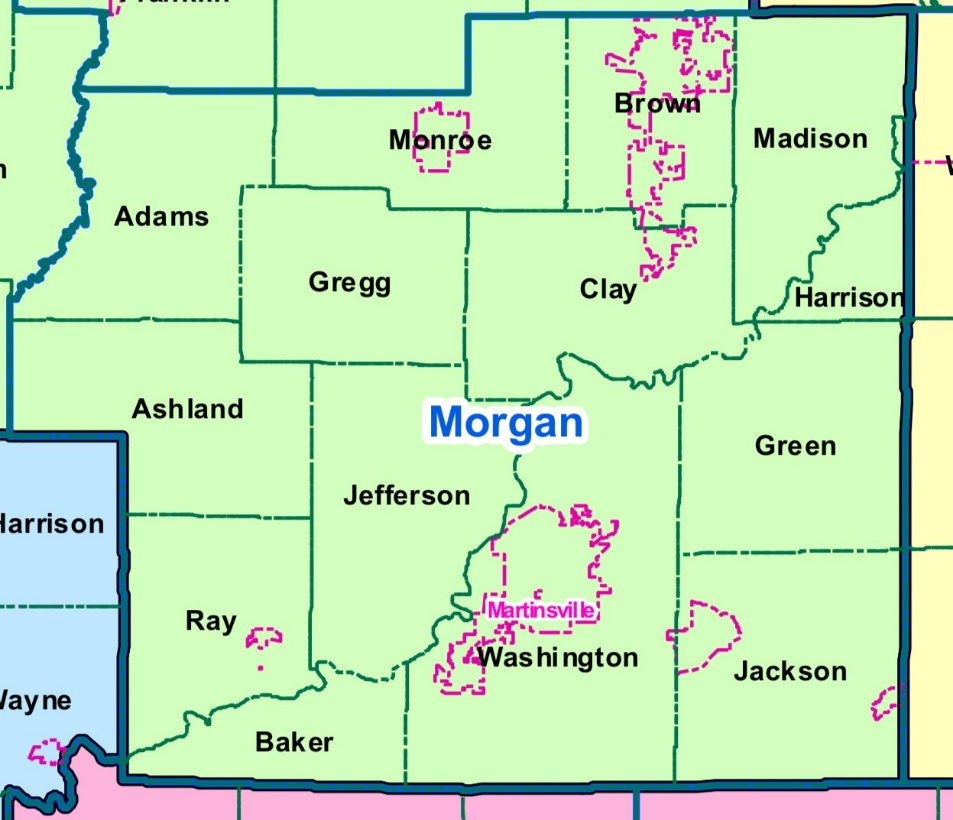 Monroe
Brown
Madison
Adams
Gregg
Clay
Harrison
Ashland
Morgan
Green
Jefferson
Harrison
Martinsville
Ray
Washington
Jackson
Wayne
Baker